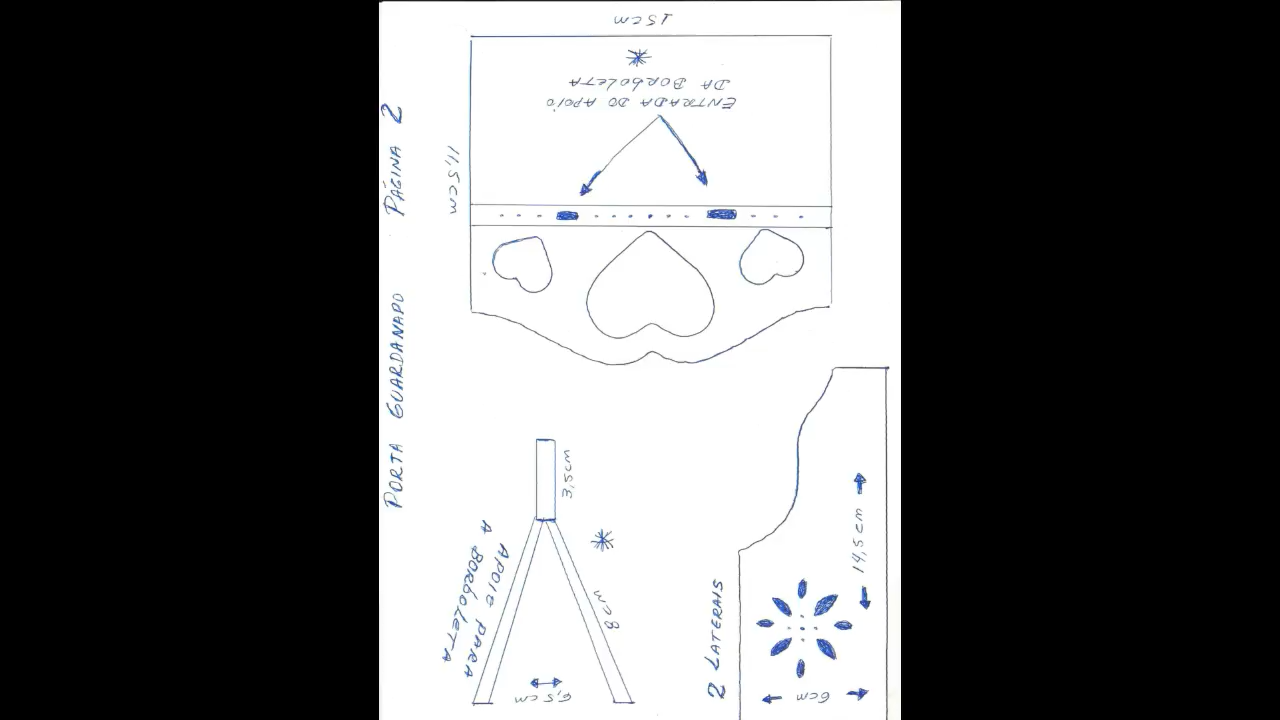 PORTA GUARDANAPO PÁGINA 2
15cm
ENTRADA DO APOIO
DA BORBOLETA
11,5cm
3,5cm
APOIE PARA
A BORBOLETA
8cm
6,5cm
2 LATERAIS
14,5cm
6cm